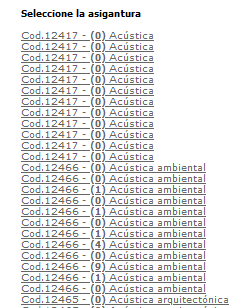 Seleccione la asigantura
Cod.12417 - (0) Acústica
Cod.12417 - (0) Acústica
Cod.12417 - (0) Acústica
Cod.12417 - (0) Acústica
Cod.12417 - (0) Acústica
Cod.12417 - (0) Acústica
Cod.12417 - (0) Acústica
Cod.12417 - (0) Acústica
Cod.12417 - (0) Acústica
Cod.12417 - (0) Acústica
Cod.12417 - (0) Acústica
Cod.12417 - (0) Acústica
Cod.12466 - (0) Acústica ambiental
Cod.12466 - (0) Acústica ambiental
Cod.12466 - (1) Acústica ambiental
Cod.12466 - (0) Acústica ambiental
Cod.12466 - (1) Acústica ambiental
Cod.12466 - (0) Acústica ambiental
Cod.12466 - (1) Acústica ambiental
Cod.12466 - (4) Acústica ambiental
Cod.12466 - (0) Acústica ambiental
Cod.12466 - (9) Acústica ambiental
Cod.12466 - (1) Acústica ambiental
Cod.12466 - (0) Acústica ambiental
Cod.12465 - (0) Acústica arquitectónica